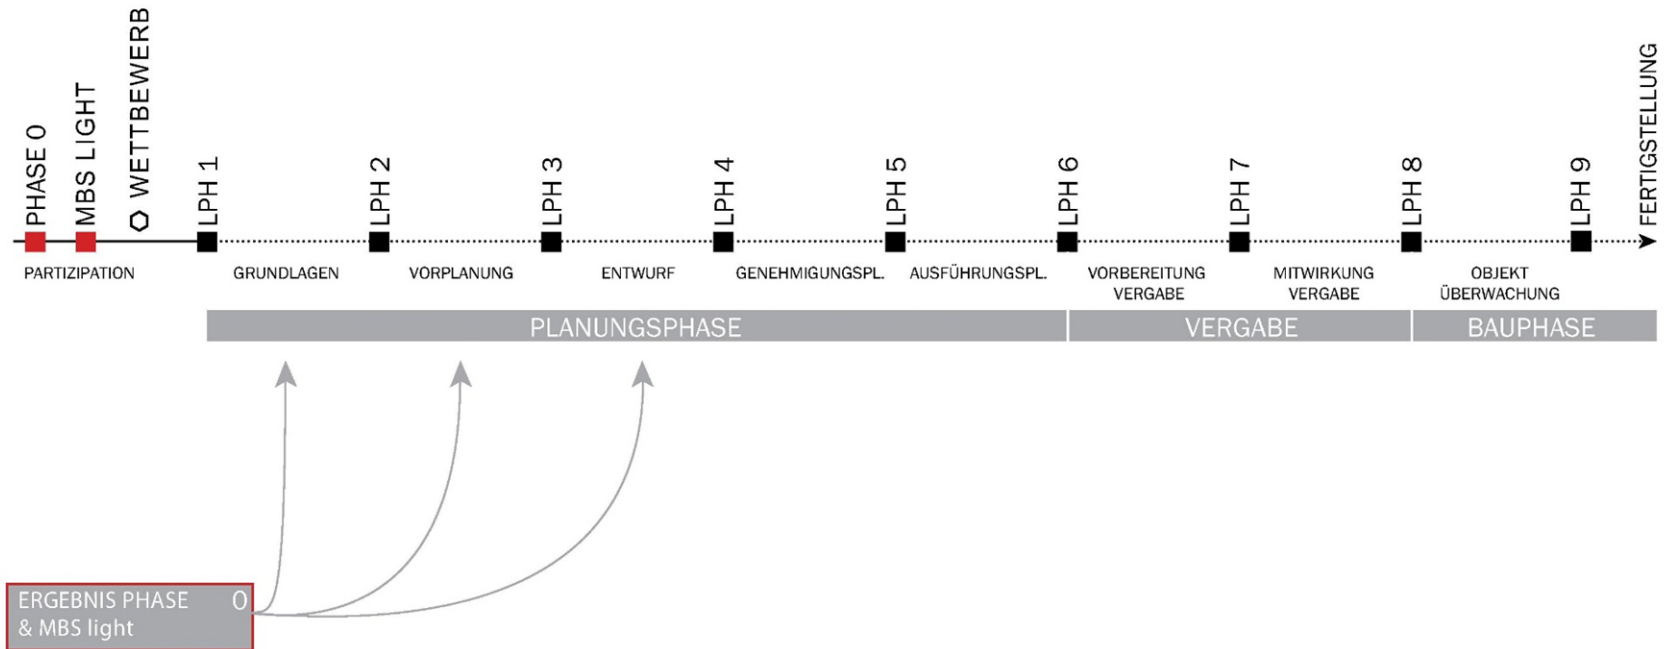 PHASE 0
MBS LIGHT
WETTBEWERB
LPH 1
LPH 2
LPH 3
LPH 4
LPH 5
LPH 6
LPH 7
LPH 8
LPH 9
FERTIGSTELLUNG
PARTIZIPATION
GRUNDLAGEN
VORPLANUNG
ENTWURF
GENEHMIGUNGSPL.
AUSFÜHRUNGSPL.
VORBEREITUNG
VERGABE
MITWIRKUNG
VERGABE
OBJEKT
ÜBERWACHUNG
PLANUNGSPHASE
VERGABE
BAUPHASE
ERGEBNIS PHASE 0
& MBS light